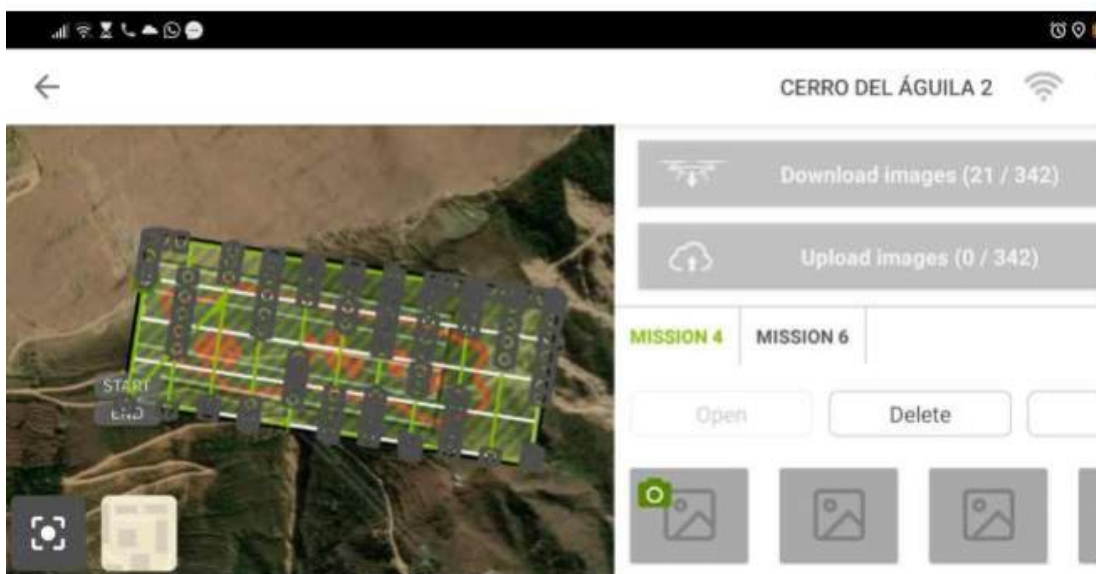 CERRO DEL ÁGUILA 2
Download images (21 / 342)
Upload images (0 / 342)
MISSION 4
MISSION 6
Open
Delete
START
END